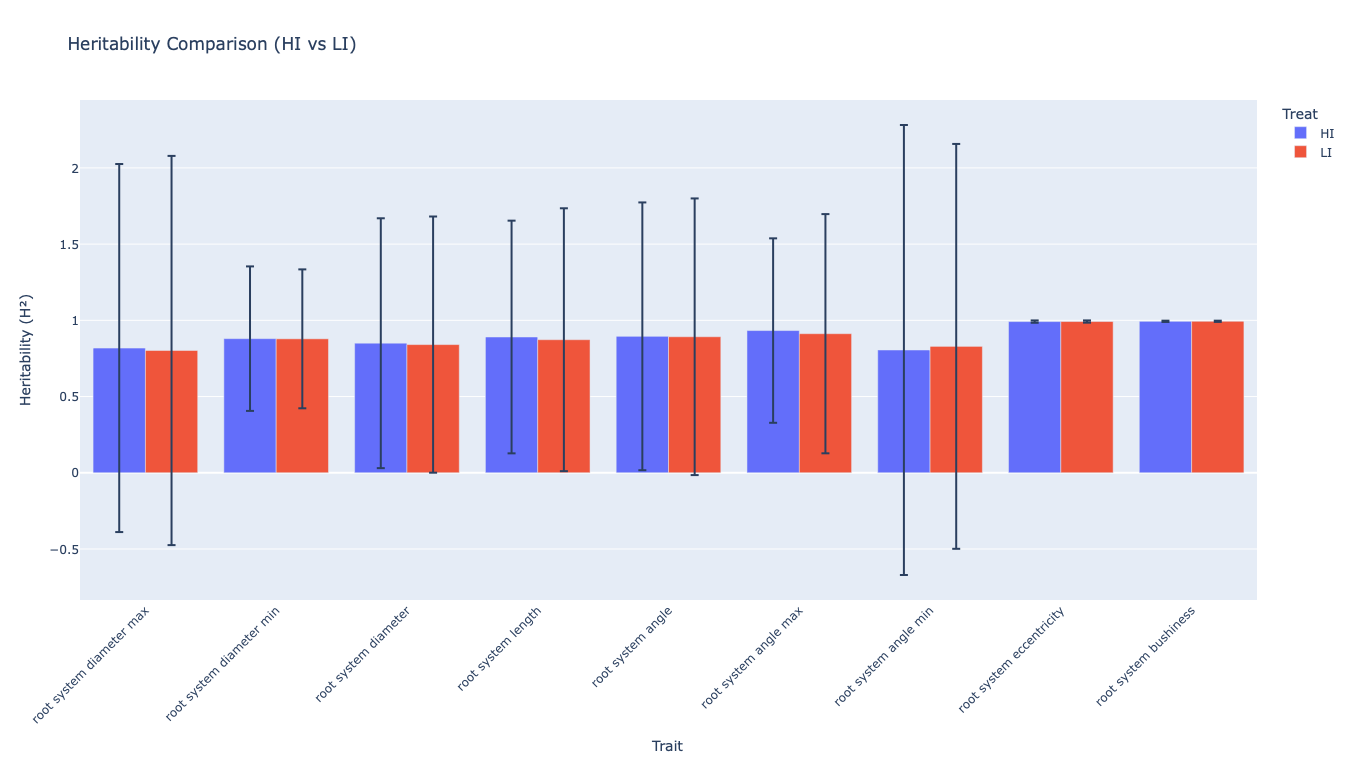 Heritability Comparison (HI vs LI)
Treat
HI
LI
Heritability (H²)
2
1.5
1
0.5
0
−0.5
root system diameter max
root system diameter min
root system diameter
root system length
root system angle
root system angle max
root system angle min
root system eccentricity
root system bushiness
Trait